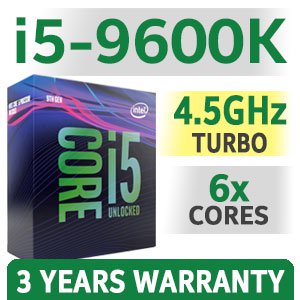 i5-9600K
9TH GEN
intel
CORE
i5
UNLOCKED
4.5GHz
TURBO
6x
CORES
3 YEARS WARRANTY